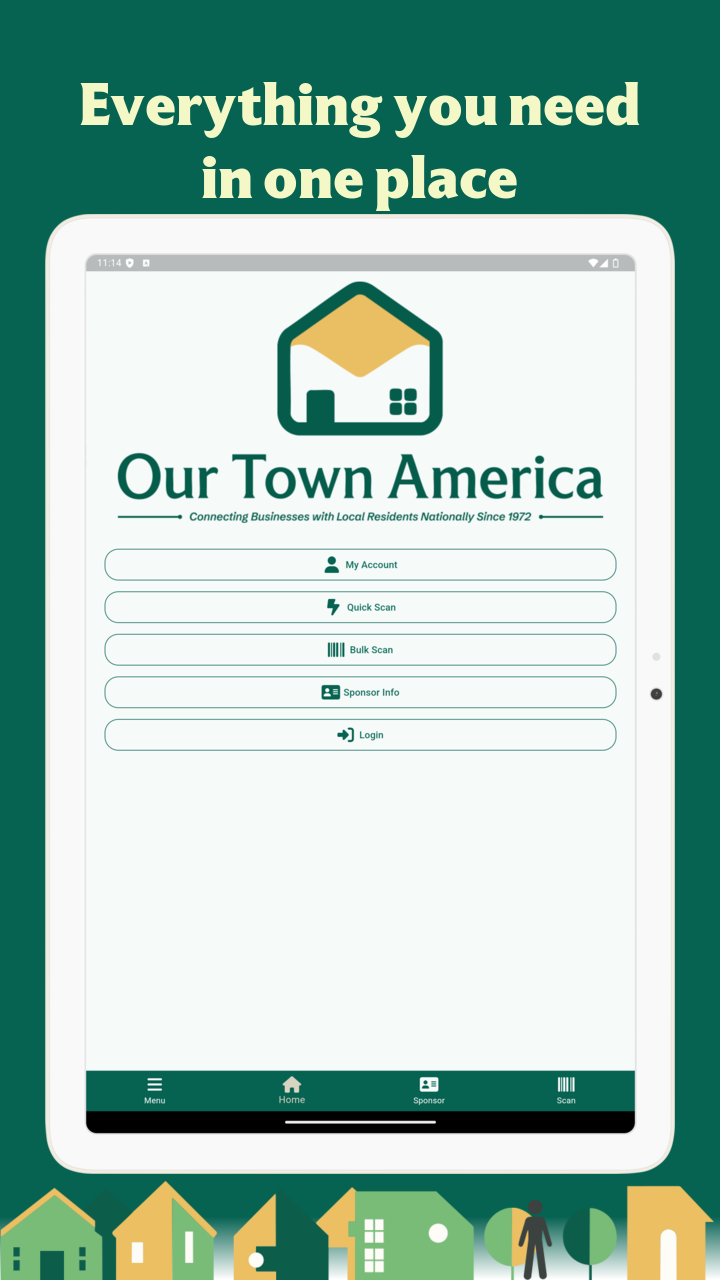 Everything you need
in one place
11:14
Our Town America
Connecting Businesses with Local Residents Nationally Since 1972
My Account
Quick Scan
Bulk Scan
Sponsor Info
Login
Menu
Home
Sponsor
Scan